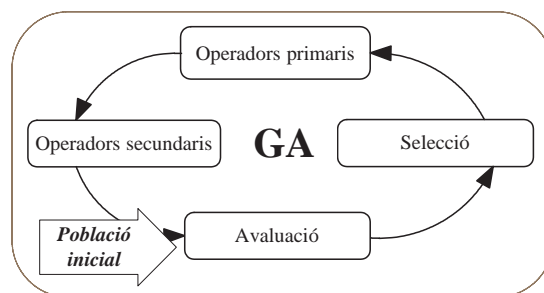 Operadors primaris
Operadors secundaris
GA
Selecció
Població
inicial
Avaluació